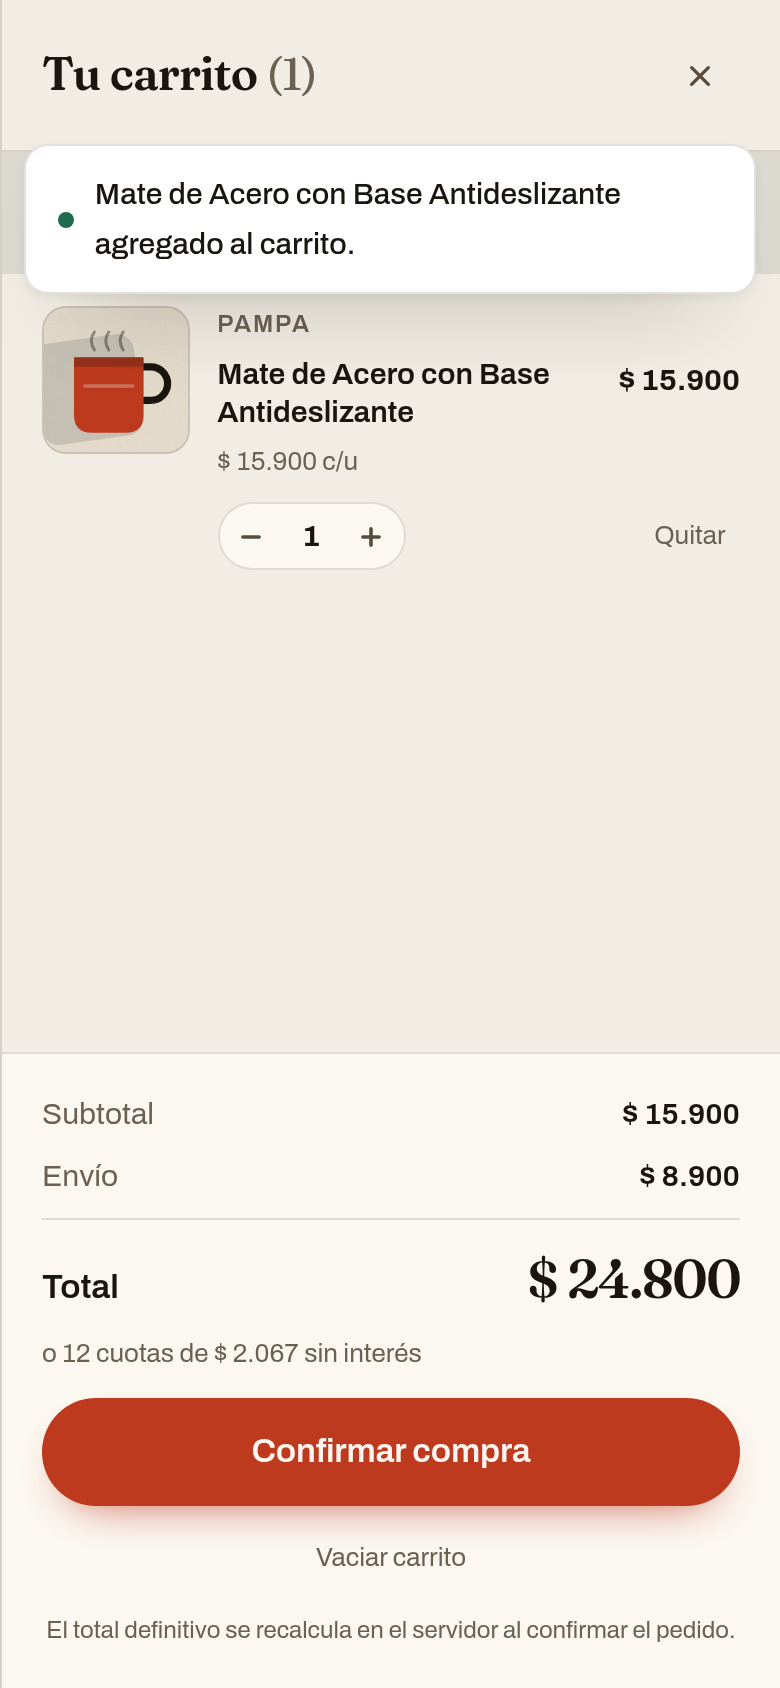 Tu carrito (1)
Mate de Acero con Base Antideslizante
agregado al carrito.
PAMPA
Mate de Acero con Base
Antideslizante
$ 15.900
$ 15.900 c/u
1
Quitar
Subtotal
$ 15.900
Envío
$ 8.900
Total
$ 24.800
o 12 cuotas de $ 2.067 sin interés
Confirmar compra
Vaciar carrito
El total definitivo se recalcula en el servidor al confirmar el pedido.